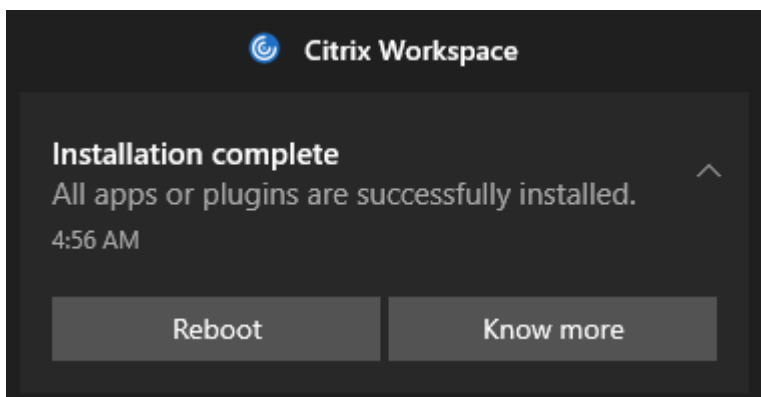 Citrix Workspace
Installation complete
All apps or plugins are successfully installed.
4:56 AM
Reboot
Know more